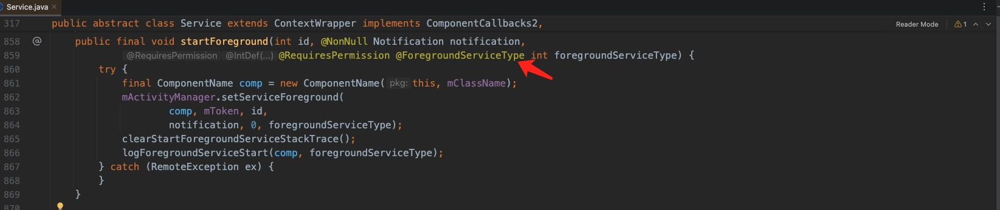 Service.java
317 public abstract class Service extends ContextWrapper implements ComponentCallbacks2,
Reader Mode 1
858 @ public final void startForeground(int id, @NonNull Notification notification,
859 @RequiresPermission @IntDef(...) @RequiresPermission @ForegroundServiceType int foregroundServiceType) {
860 try {
861 final ComponentName comp = new ComponentName( pkg: this, mClassName);
862 mActivityManager.setServiceForeground(
863 comp, mToken, id,
864 notification, 0, foregroundServiceType);
865 clearStartForegroundServiceStackTrace();
866 logForegroundServiceStart(comp, foregroundServiceType);
867 } catch (RemoteException ex) {
868 }
869 }
870